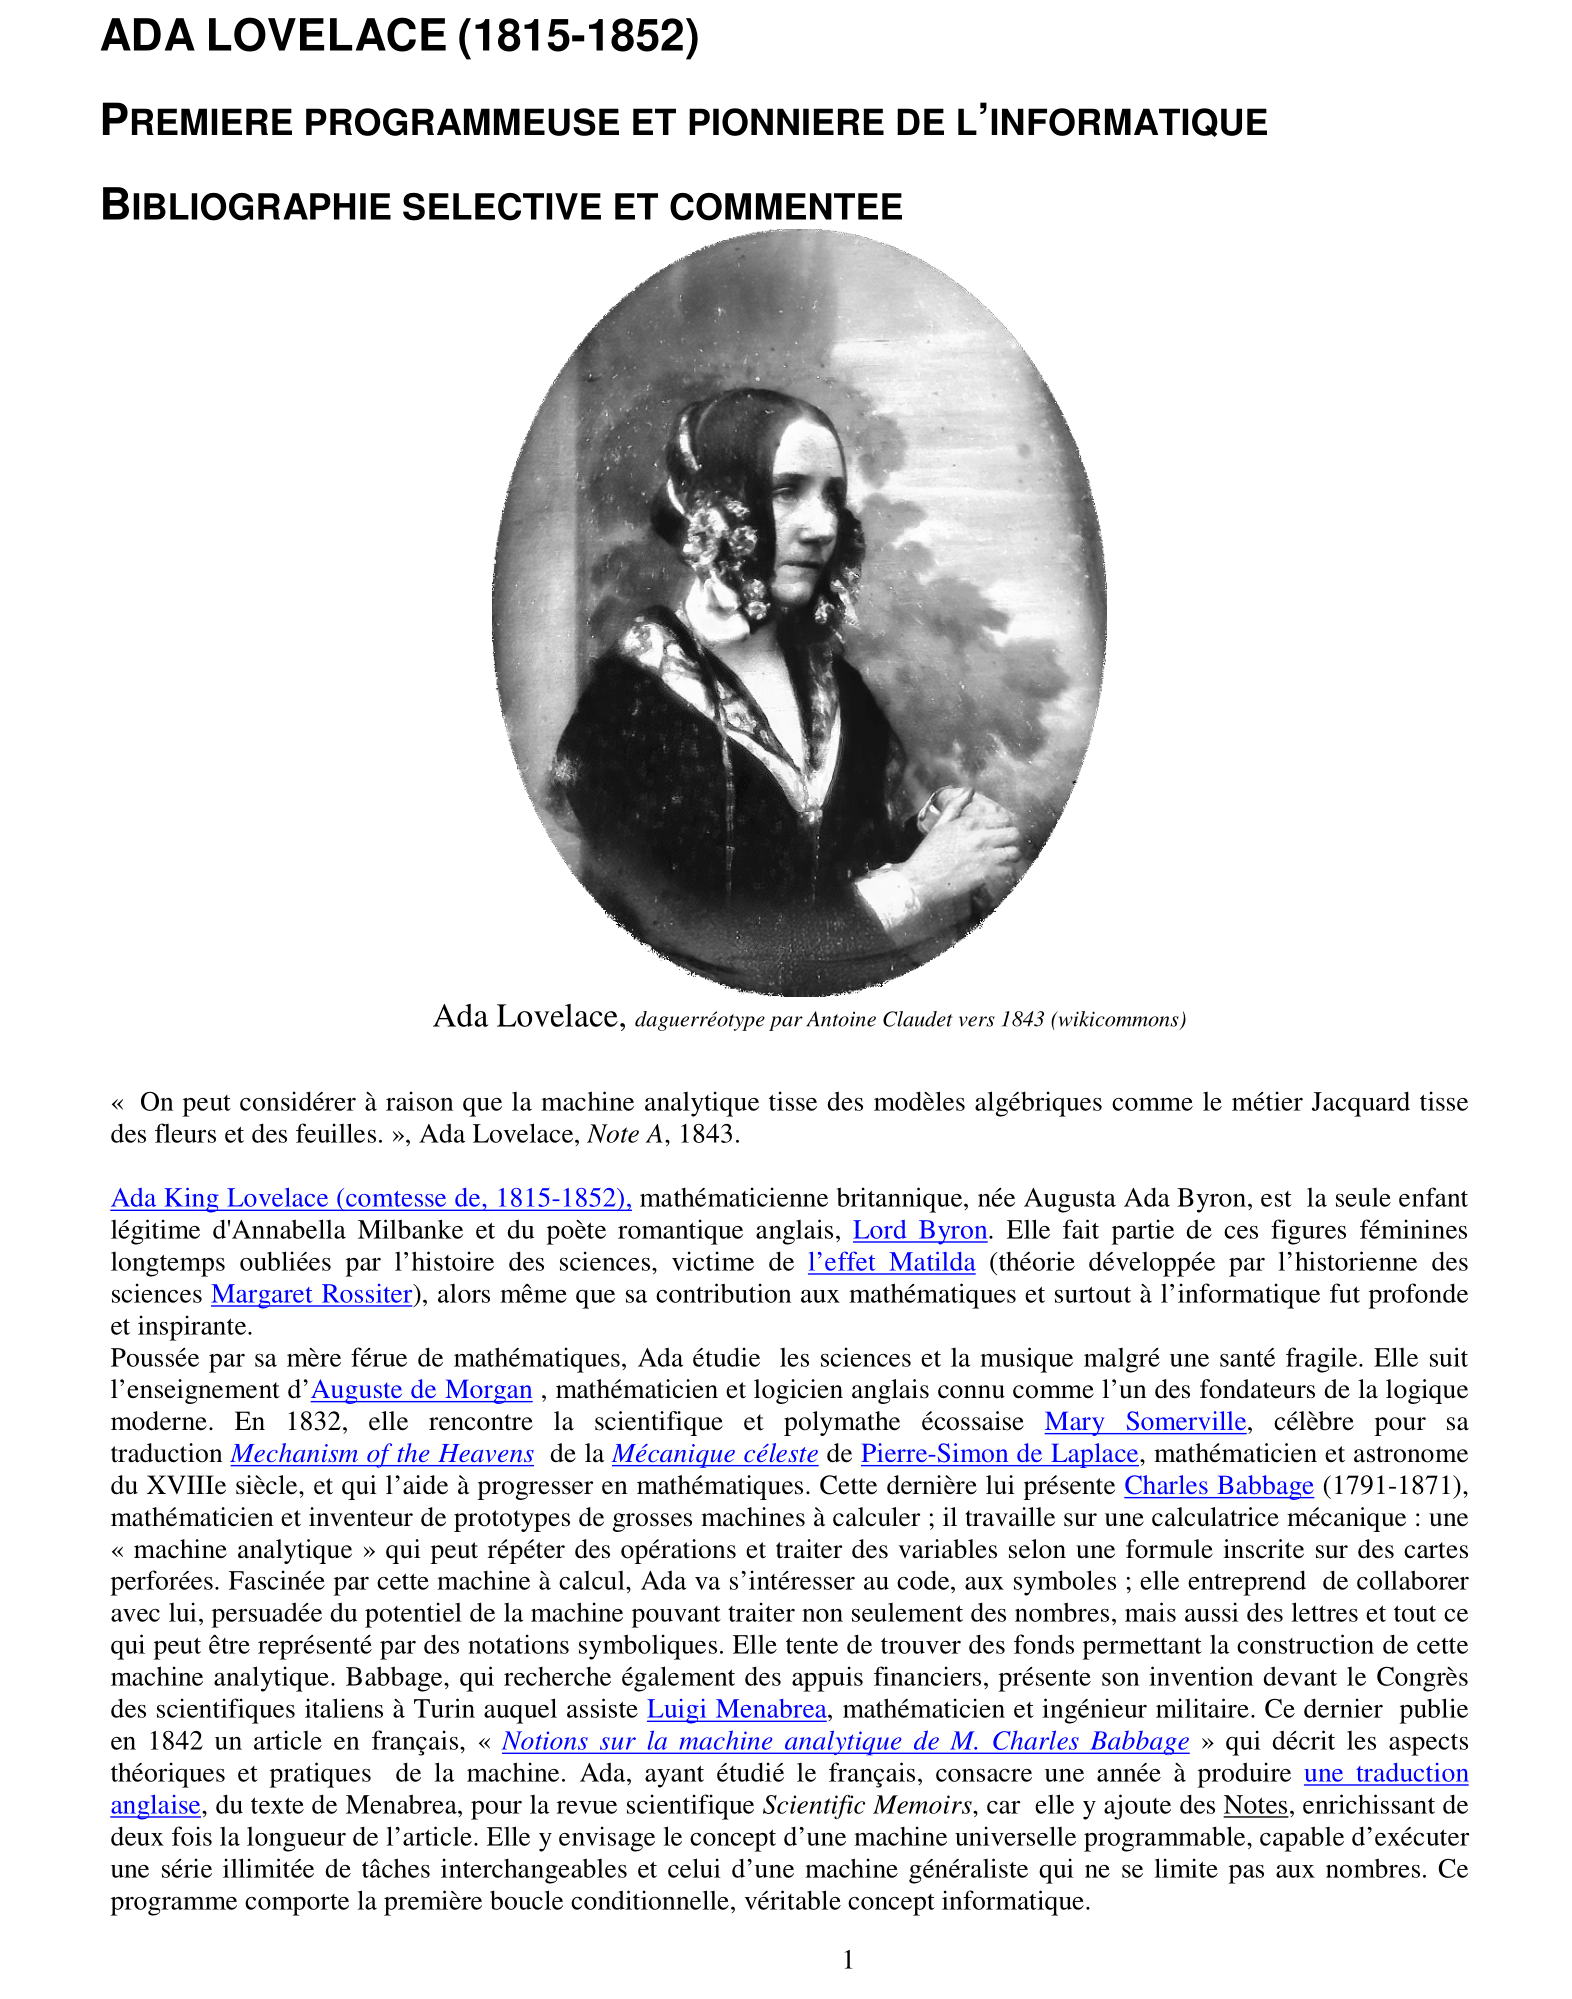 ADA LOVELACE (1815-1852)
PREMIERE PROGRAMMEUSE ET PIONNIERE DE L’INFORMATIQUE
BIBLIOGRAPHIE SELECTIVE ET COMMENTEE
Ada Lovelace, daguerréotype par Antoine Claudet vers 1843 (wikicommons)
« On peut considérer à raison que la machine analytique tisse des modèles algébriques comme le métier Jacquard tisse
des fleurs et des feuilles. », Ada Lovelace, Note A, 1843.
Ada King Lovelace (comtesse de, 1815-1852), mathématicienne britannique, née Augusta Ada Byron, est la seule enfant
légitime d'Annabella Milbanke et du poète romantique anglais, Lord Byron. Elle fait partie de ces figures féminines
longtemps oubliées par l’histoire des sciences, victime de l’effet Matilda (théorie développée par l’historienne des
sciences Margaret Rossiter), alors même que sa contribution aux mathématiques et surtout à l’informatique fut profonde
et inspirante.
Poussée par sa mère férue de mathématiques, Ada étudie les sciences et la musique malgré une santé fragile. Elle suit
l’enseignement d’Auguste de Morgan , mathématicien et logicien anglais connu comme l’un des fondateurs de la logique
moderne. En 1832, elle rencontre la scientifique et polymathe écossaise Mary Somerville, célèbre pour sa
traduction Mechanism of the Heavens de la Mécanique céleste de Pierre-Simon de Laplace, mathématicien et astronome
du XVIIIe siècle, et qui l’aide à progresser en mathématiques. Cette dernière lui présente Charles Babbage (1791-1871),
mathématicien et inventeur de prototypes de grosses machines à calculer ; il travaille sur une calculatrice mécanique : une
« machine analytique » qui peut répéter des opérations et traiter des variables selon une formule inscrite sur des cartes
perforées. Fascinée par cette machine à calcul, Ada va s’intéresser au code, aux symboles ; elle entreprend de collaborer
avec lui, persuadée du potentiel de la machine pouvant traiter non seulement des nombres, mais aussi des lettres et tout ce
qui peut être représenté par des notations symboliques. Elle tente de trouver des fonds permettant la construction de cette
machine analytique. Babbage, qui recherche également des appuis financiers, présente son invention devant le Congrès
des scientifiques italiens à Turin auquel assiste Luigi Menabrea, mathématicien et ingénieur militaire. Ce dernier publie
en 1842 un article en français, « Notions sur la machine analytique de M. Charles Babbage » qui décrit les aspects
théoriques et pratiques de la machine. Ada, ayant étudié le français, consacre une année à produire une traduction
anglaise, du texte de Menabrea, pour la revue scientifique Scientific Memoirs, car elle y ajoute des Notes, enrichissant de
deux fois la longueur de l’article. Elle y envisage le concept d’une machine universelle programmable, capable d’exécuter
une série illimitée de tâches interchangeables et celui d’une machine généraliste qui ne se limite pas aux nombres. Ce
programme comporte la première boucle conditionnelle, véritable concept informatique.
1